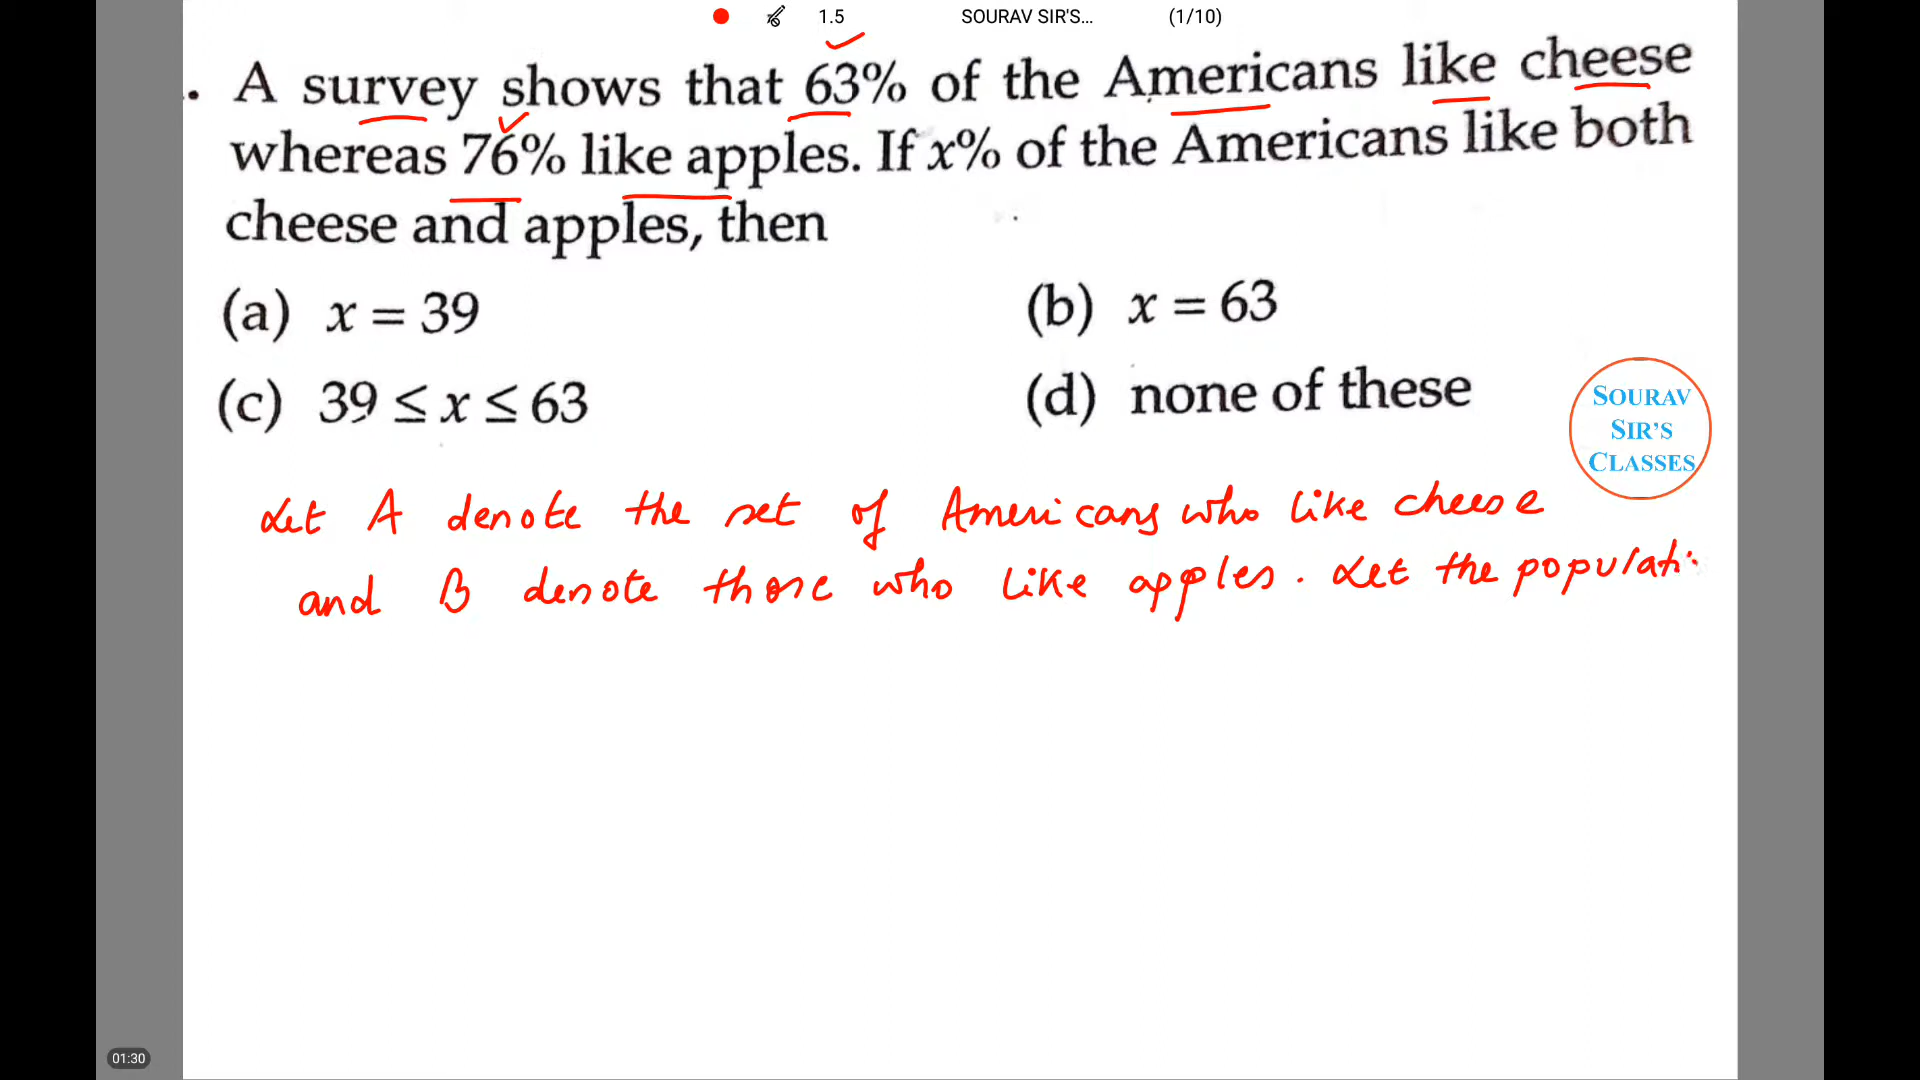 1.5 SOURAV SIR'S... (1/10)
. A survey shows that 63% of the Americans like cheese
whereas 76% like apples. If x% of the Americans like both
cheese and apples, then
(a) x = 39 (b) x = 63
(c) 39 ≤ x ≤ 63 (d) none of these
SOURAV
SIR'S
CLASSES
Let A denote the set of Americans who like cheese
and B denote those who like apples. Let the populati
01:30